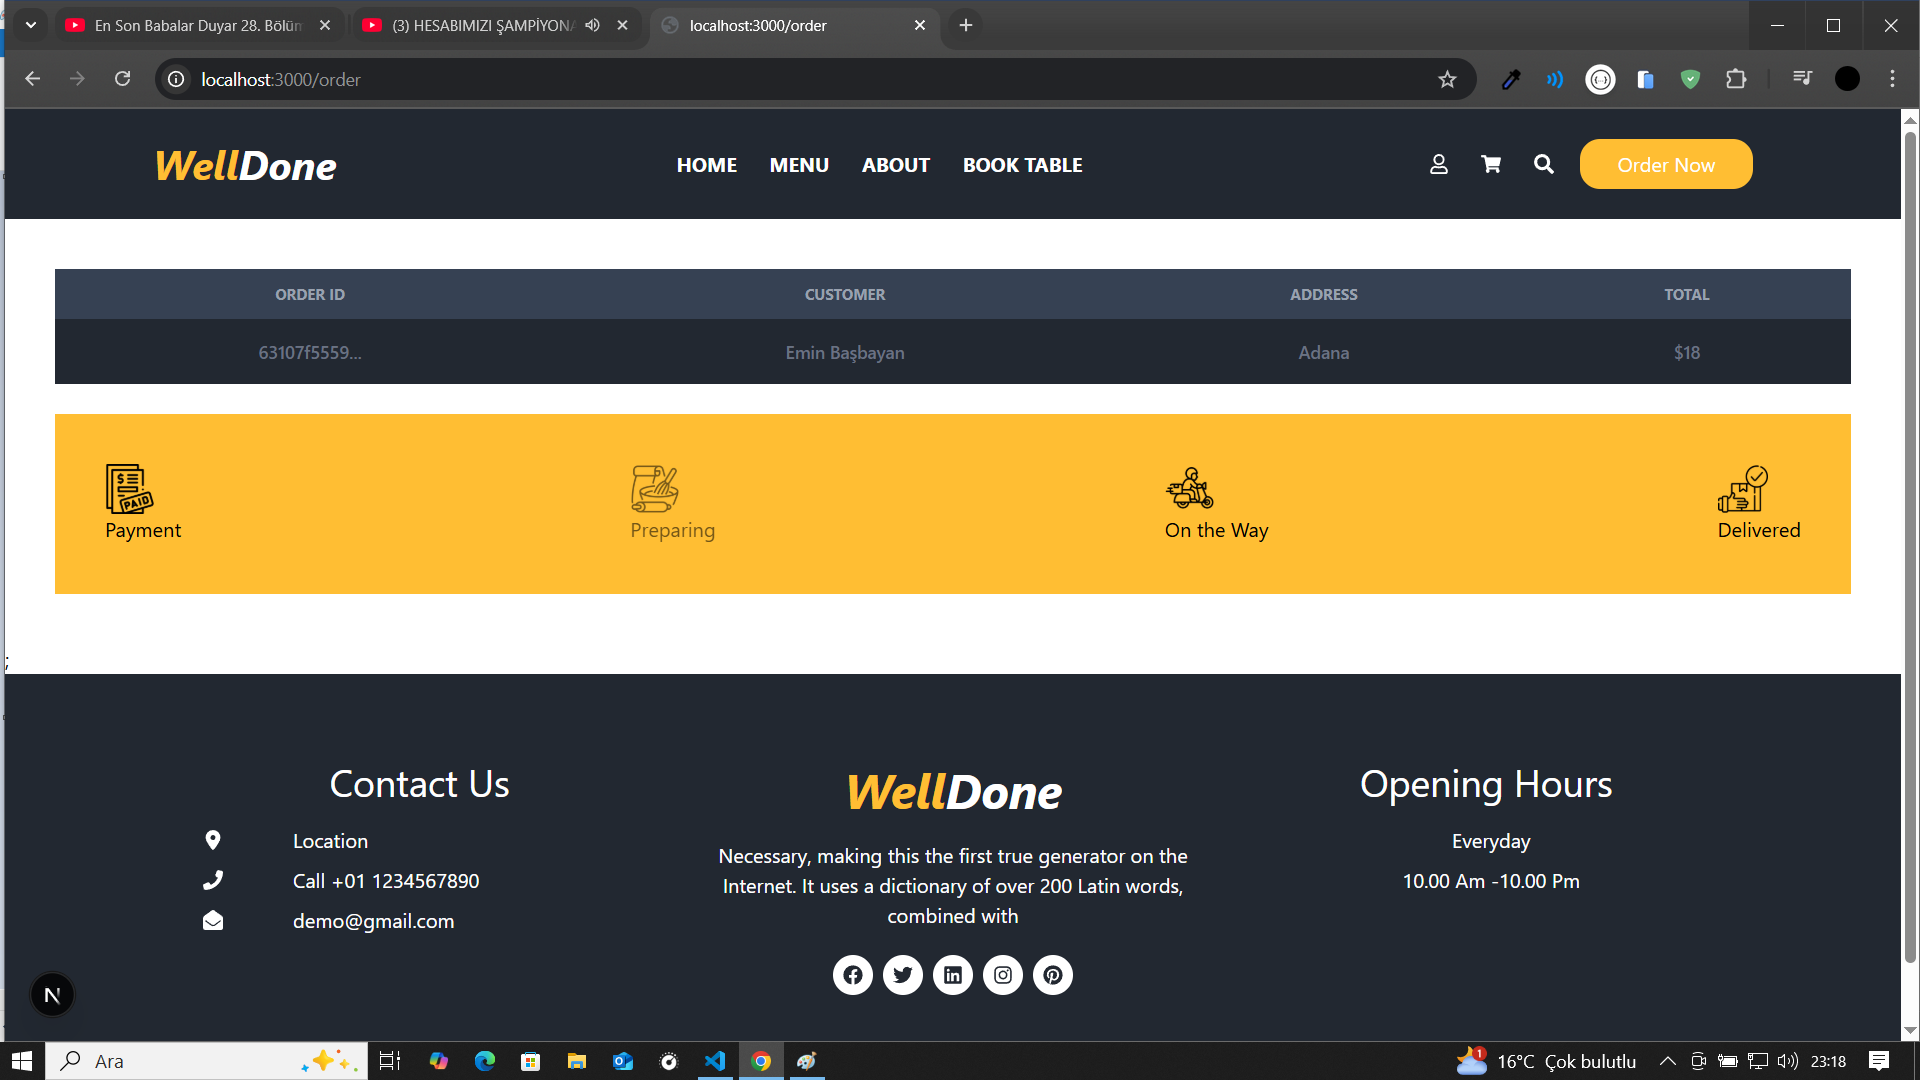 En Son Babalar Duyar 28. Bölüm
(3) HESABIMIZI ŞAMPİYONA
localhost:3000/order
localhost:3000/order
WellDone
HOME MENU ABOUT BOOK TABLE
Order Now
ORDER ID CUSTOMER ADDRESS TOTAL
63107f5559... Emin Başbayan Adana $18
PAID
Payment Preparing On the Way Delivered
;
Contact Us
Location
Call +01 1234567890
demo@gmail.com
WellDone
Necessary, making this the first true generator on the
Internet. It uses a dictionary of over 200 Latin words,
combined with
Opening Hours
Everyday
10.00 Am -10.00 Pm
N
Ara
1
16°C Çok bulutlu
23:18